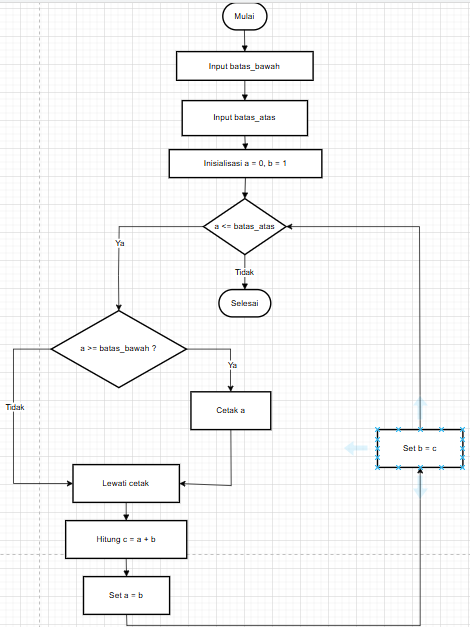 Mulai
Input batas_bawah
Input batas_atas
Inisialisasi a = 0, b = 1
a <= batas_atas
Ya
Tidak
Selesai
a >= batas_bawah ?
Ya
Tidak
Cetak a
Set b = c
Lewati cetak
Hitung c = a + b
Set a = b